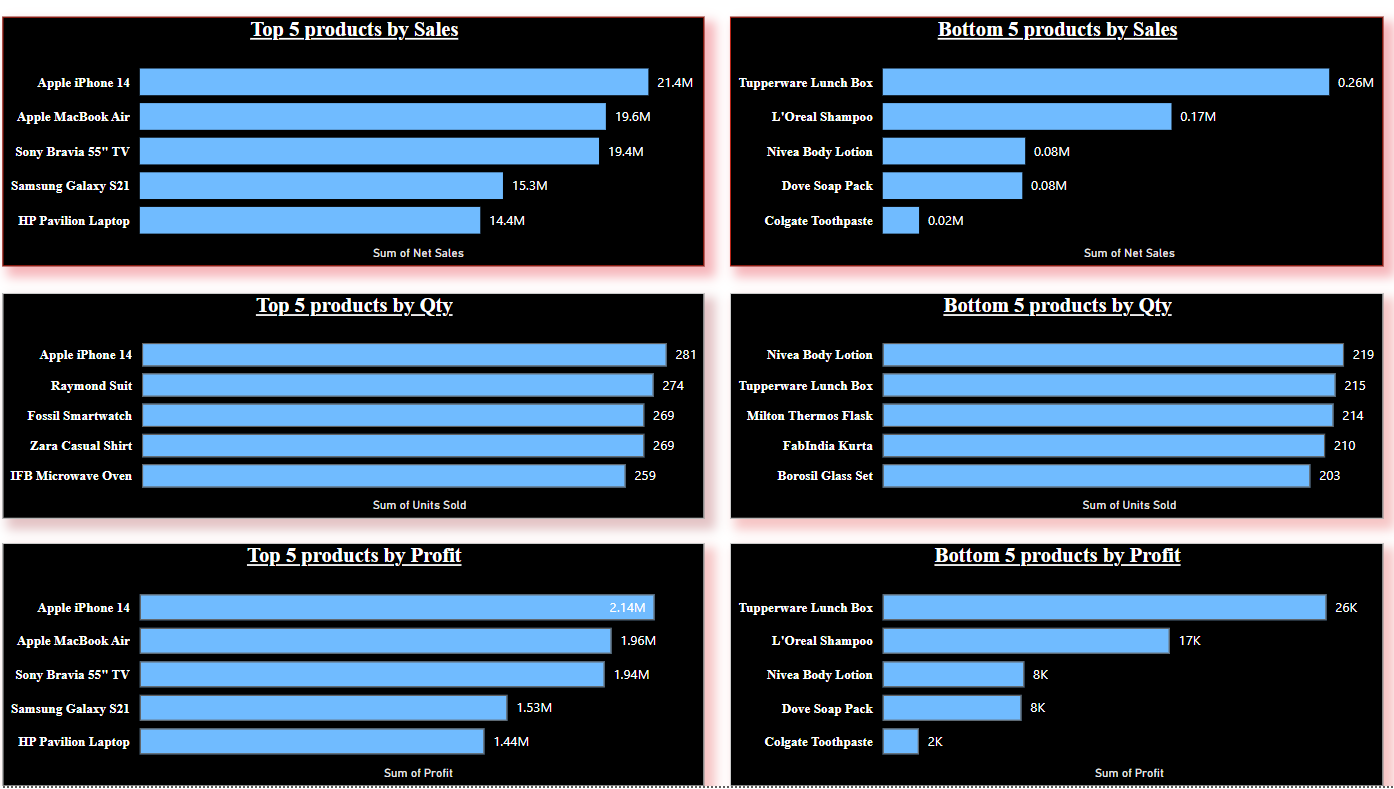 Top 5 products by Sales
Apple iPhone 14 21.4M
Apple MacBook Air 19.6M
Sony Bravia 55" TV 19.4M
Samsung Galaxy S21 15.3M
HP Pavilion Laptop 14.4M
Sum of Net Sales
Bottom 5 products by Sales
Tupperware Lunch Box 0.26M
L'Oreal Shampoo 0.17M
Nivea Body Lotion 0.08M
Dove Soap Pack 0.08M
Colgate Toothpaste 0.02M
Sum of Net Sales
Top 5 products by Qty
Apple iPhone 14 281
Raymond Suit 274
Fossil Smartwatch 269
Zara Casual Shirt 269
IFB Microwave Oven 259
Sum of Units Sold
Bottom 5 products by Qty
Nivea Body Lotion 219
Tupperware Lunch Box 215
Milton Thermos Flask 214
FabIndia Kurta 210
Borosil Glass Set 203
Sum of Units Sold
Top 5 products by Profit
Apple iPhone 14 2.14M
Apple MacBook Air 1.96M
Sony Bravia 55" TV 1.94M
Samsung Galaxy S21 1.53M
HP Pavilion Laptop 1.44M
Sum of Profit
Bottom 5 products by Profit
Tupperware Lunch Box 26K
L'Oreal Shampoo 17K
Nivea Body Lotion 8K
Dove Soap Pack 8K
Colgate Toothpaste 2K
Sum of Profit